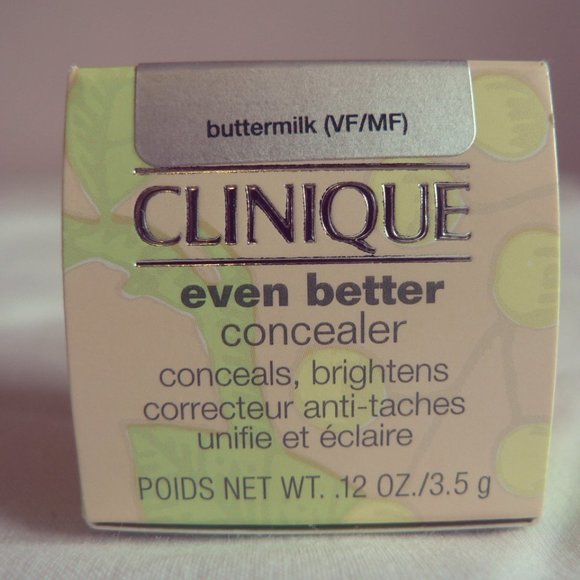 buttermilk (VF/MF)
CLINIQUE
even better
concealer
conceals, brightens
correcteur anti-taches
unifie et éclaire
POIDS NET WT. .12 OZ./3.5 g